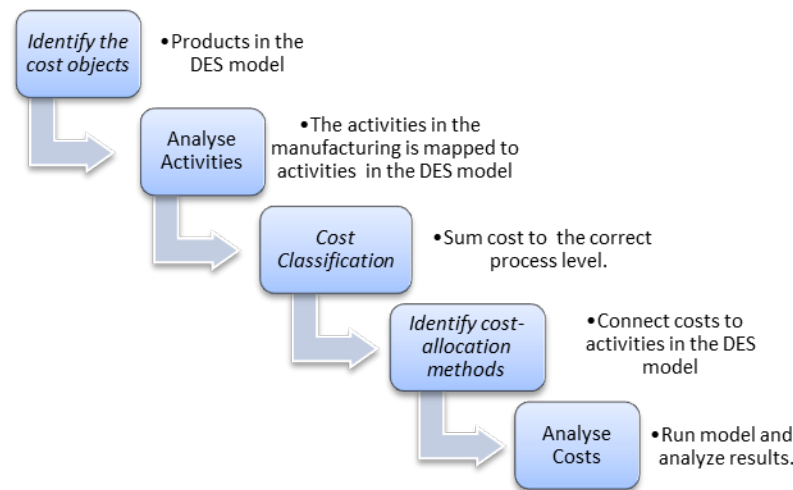 Identify the
cost objects
•Products in the
DES model
Analyse
Activities
•The activities in the
manufacturing is mapped to
activities in the DES model
Cost
Classification
•Sum cost to the correct
process level.
Identify cost-
allocation
methods
•Connect costs to
activities in the DES
model
Analyse
Costs
•Run model and
analyze results.